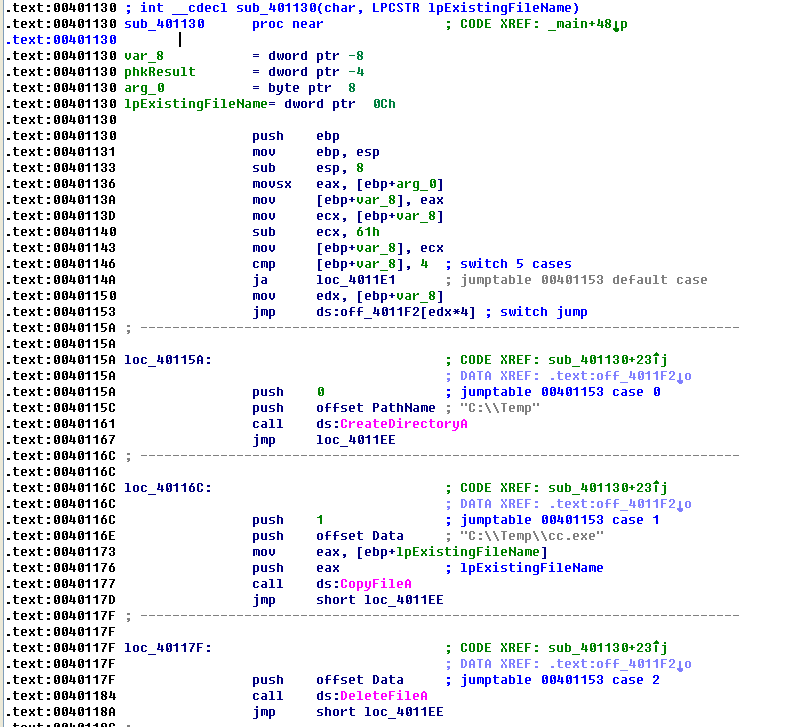 .text:00401130 ; int __cdecl sub_401130(char, LPCSTR lpExistingFileName)
.text:00401130 sub_401130      proc near               ; CODE XREF: _main+48↓p
.text:00401130
.text:00401130 var_8           = dword ptr -8
.text:00401130 phkResult       = dword ptr -4
.text:00401130 arg_0           = byte ptr  8
.text:00401130 lpExistingFileName= dword ptr  0Ch
.text:00401130
.text:00401130                 push    ebp
.text:00401131                 mov     ebp, esp
.text:00401133                 sub     esp, 8
.text:00401136                 movsx   eax, [ebp+arg_0]
.text:0040113A                 mov     [ebp+var_8], eax
.text:0040113D                 mov     ecx, [ebp+var_8]
.text:00401140                 sub     ecx, 61h
.text:00401143                 mov     [ebp+var_8], ecx
.text:00401146                 cmp     [ebp+var_8], 4  ; switch 5 cases
.text:0040114A                 ja      loc_4011E1      ; jumptable 00401153 default case
.text:00401150                 mov     edx, [ebp+var_8]
.text:00401153                 jmp     ds:off_4011F2[edx*4] ; switch jump
.text:0040115A ; ---------------------------------------------------------------------------
.text:0040115A
.text:0040115A loc_40115A:                             ; CODE XREF: sub_401130+23↑j
.text:0040115A                                         ; DATA XREF: .text:off_4011F2↓o
.text:0040115A                 push    0               ; jumptable 00401153 case 0
.text:0040115C                 push    offset PathName ; "C:\\Temp"
.text:00401161                 call    ds:CreateDirectoryA
.text:00401167                 jmp     loc_4011EE
.text:0040116C ; ---------------------------------------------------------------------------
.text:0040116C
.text:0040116C loc_40116C:                             ; CODE XREF: sub_401130+23↑j
.text:0040116C                                         ; DATA XREF: .text:off_4011F2↓o
.text:0040116C                 push    1               ; jumptable 00401153 case 1
.text:0040116E                 push    offset Data     ; "C:\\Temp\\cc.exe"
.text:00401173                 mov     eax, [ebp+lpExistingFileName]
.text:00401176                 push    eax             ; lpExistingFileName
.text:00401177                 call    ds:CopyFileA
.text:0040117D                 jmp     short loc_4011EE
.text:0040117F ; ---------------------------------------------------------------------------
.text:0040117F
.text:0040117F loc_40117F:                             ; CODE XREF: sub_401130+23↑j
.text:0040117F                                         ; DATA XREF: .text:off_4011F2↓o
.text:0040117F                 push    offset Data     ; jumptable 00401153 case 2
.text:00401184                 call    ds:DeleteFileA
.text:0040118A                 jmp     short loc_4011EE